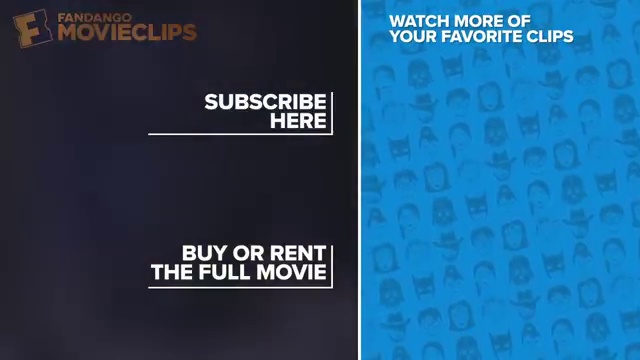 FANDANGO
MOVIECLIPS
SUBSCRIBE
HERE
BUY OR RENT
THE FULL MOVIE
WATCH MORE OF
YOUR FAVORITE CLIPS